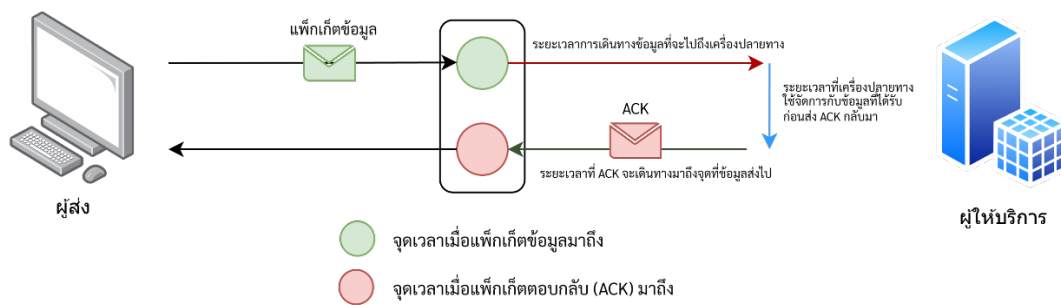 แพ็กเก็ตข้อมูล
ระยะเวลาการเดินทางข้อมูลที่จะไปถึงเครื่องปลายทาง
ระยะเวลาที่เครื่องปลายทาง
ใช้จัดการกับข้อมูลที่ได้รับ
ก่อนส่ง ACK กลับมา
ACK
ระยะเวลาที่ ACK จะเดินทางมาถึงจุดที่ข้อมูลส่งไป
ผู้ส่ง
ผู้ให้บริการ
จุดเวลาเมื่อแพ็กเก็ตข้อมูลมาถึง
จุดเวลาเมื่อแพ็กเก็ตตอบกลับ (ACK) มาถึง